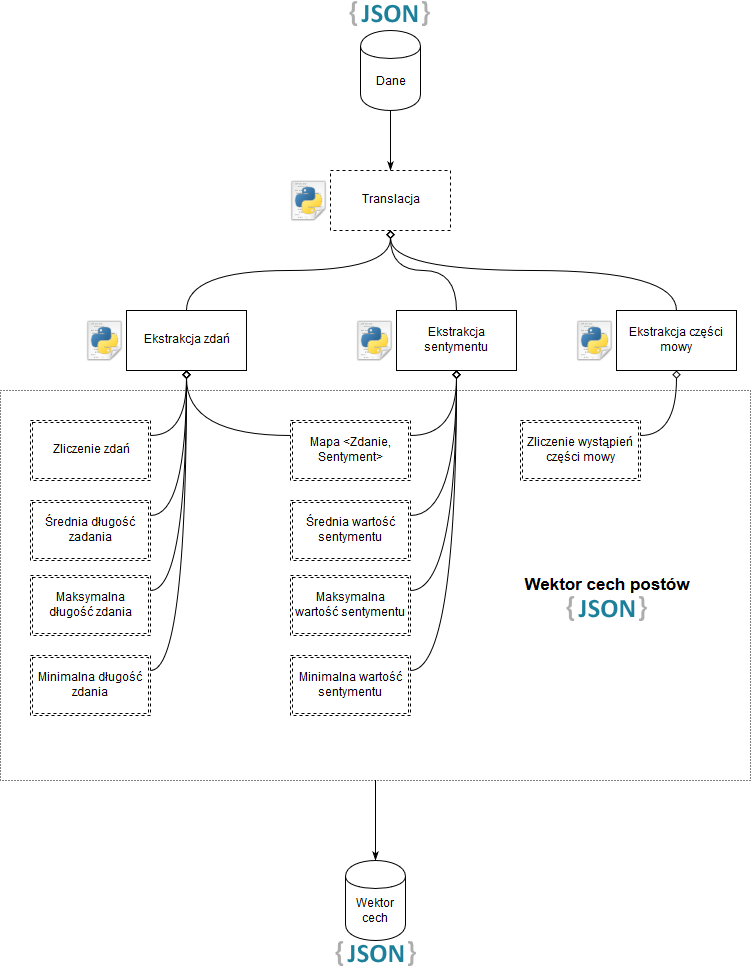 {JSON}
Dane
Translacja
Ekstrakcja zdań
Ekstrakcja
sentymentu
Ekstrakcja części
mowy
Zliczenie zdań
Mapa <Zdanie,
Sentyment>
Zliczenie wystąpień
części mowy
Średnia długość
zadania
Średnia wartość
sentymentu
Maksymalna
długość zdania
Maksymalna
wartość sentymentu
Wektor cech postów
{JSON}
Minimalna długość
zdania
Minimalna wartość
sentymentu
Wektor
cech
{JSON}